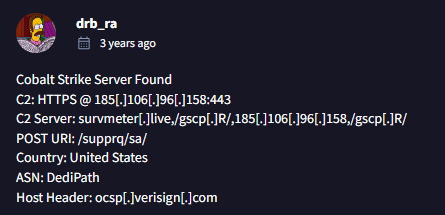 drb_ra
3 years ago
Cobalt Strike Server Found
C2: HTTPS @ 185[.]106[.]96[.]158:443
C2 Server: survmeter[.]live,/gscp[.]R/,185[.]106[.]96[.]158,/gscp[.]R/
POST URI: /supprq/sa/
Country: United States
ASN: DediPath
Host Header: ocsp[.]verisign[.]com